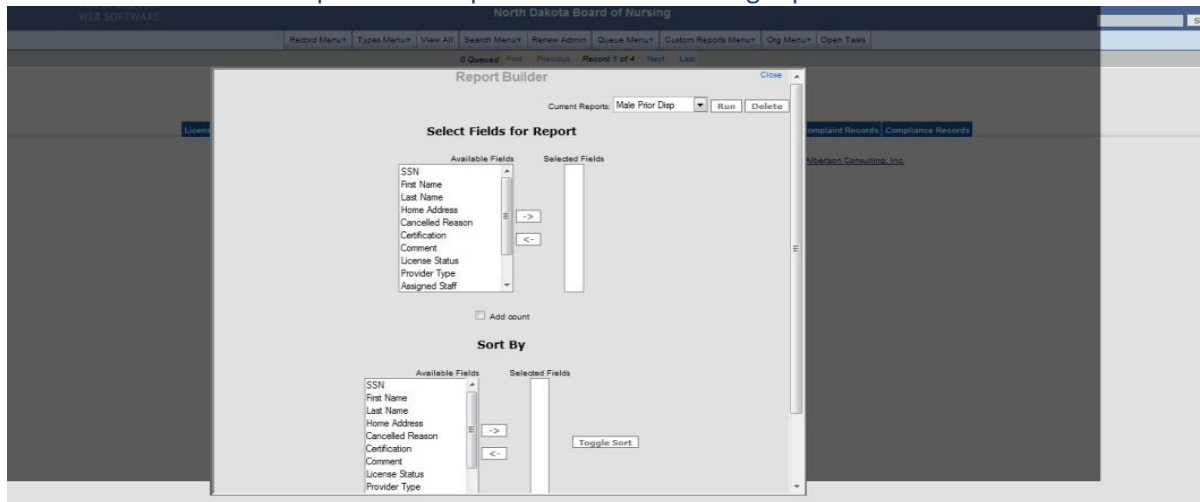 WEB SOFTWARE
North Dakota Board of Nursing
Record Menu Types Menu View All Search Menu Renew Admin Queue Menu Custom Reports Menu Org Menu Open Tasks
0 Queued First Previous Record 1 of 4 Next Last
Report Builder
Close
Current Reports: Male Prior Disp Run Delete
Select Fields for Report
Licens
omplaint Records Compliance Records
Available Fields Selected Fields
Albertson Consulting, Inc.
SSN
First Name
Last Name
Home Address
Cancelled Reason
Certification
Comment
License Status
Provider Type
Assigned Staff
->
<-
Add count
Sort By
Available Fields Selected Fields
SSN
First Name
Last Name
Home Address
Cancelled Reason
Certification
Comment
License Status
Provider Type
->
<-
Toggle Sort